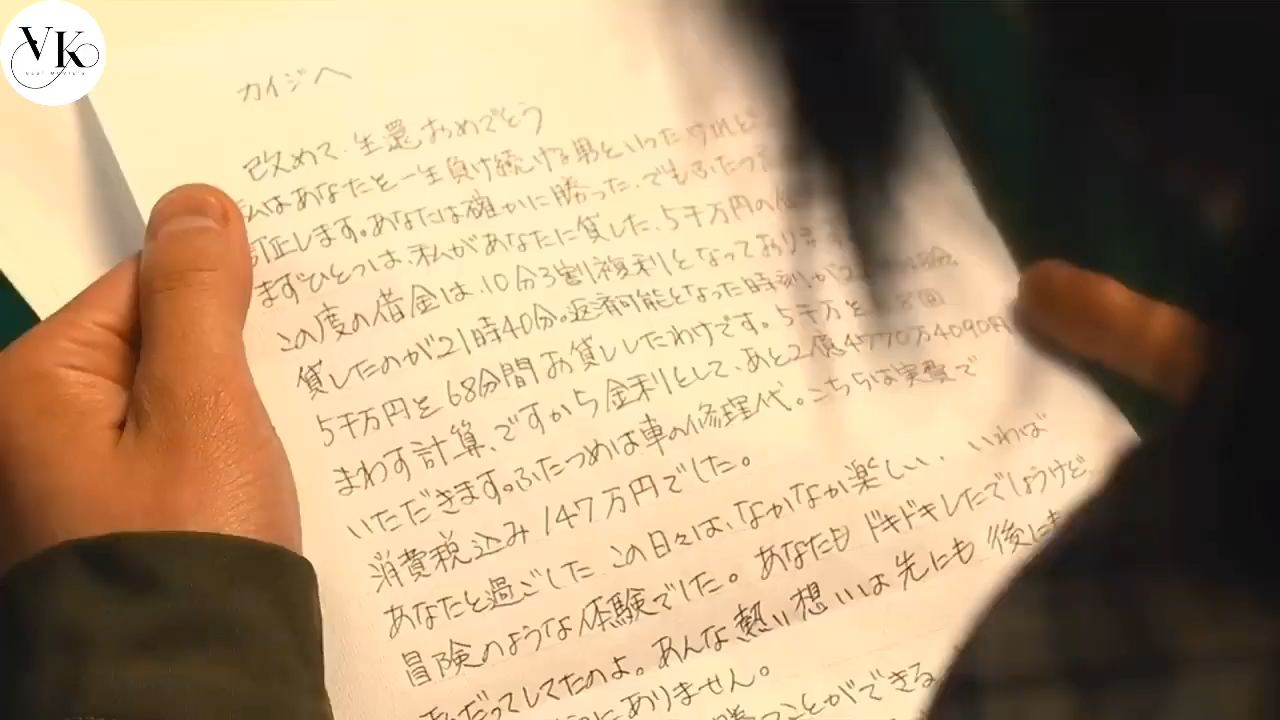 VK
カイジへ
改めて、生還おめでとう
私はあなたと一生負け続ける男といったけれど
訂正します。あなたは確かに勝った、でもふたつ
まずひとつは、私があなたに貸した、5千万円の
この度の借金は、10分3割複利となっており
貸したのが21時40分。返済可能となった時刻が
5千万円を68分間お貸ししたわけです。5千万を 8回
まわす計算、ですから金利として、あと2億4770万4090円
いただきます。ふたつめは車の修理代。こちらは実費で
消費税込み147万円でした。
あなたと過ごしたこの日々は、なかなか楽しい、いわば
冒険のような体験でした。あなたもドキドキしたでしょうけど、
私だってしてたのよ。あんな熱い想いは先にも後にも
にありません。
勝つことができる